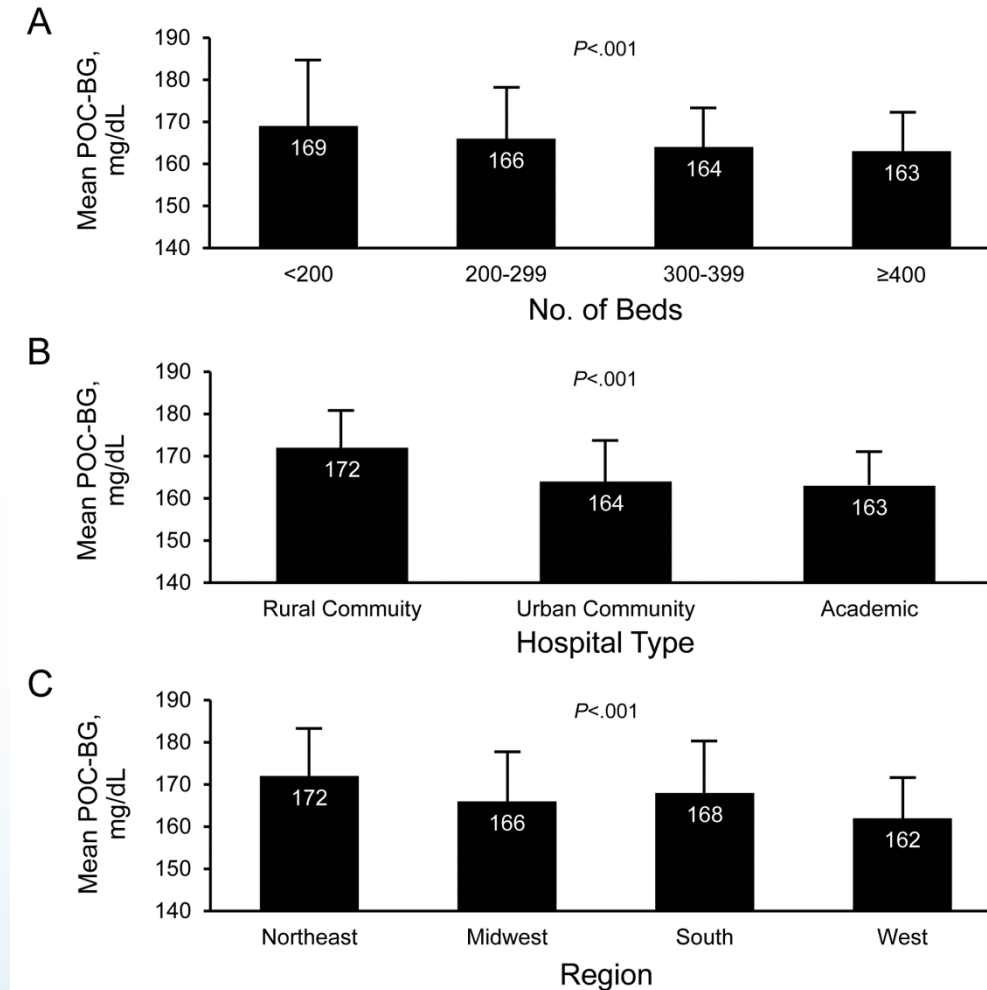 A
Mean POC-BG,
mg/dL
190
180
170
160
150
140
P<.001
169
166
164
163
<200
200-299
300-399
≥400
No. of Beds
B
Mean POC-BG,
mg/dL
190
180
170
160
150
140
P<.001
172
164
163
Rural Commuity
Urban Community
Academic
Hospital Type
C
Mean POC-BG,
mg/dL
190
180
170
160
150
140
P<.001
172
166
168
162
Northeast
Midwest
South
West
Region